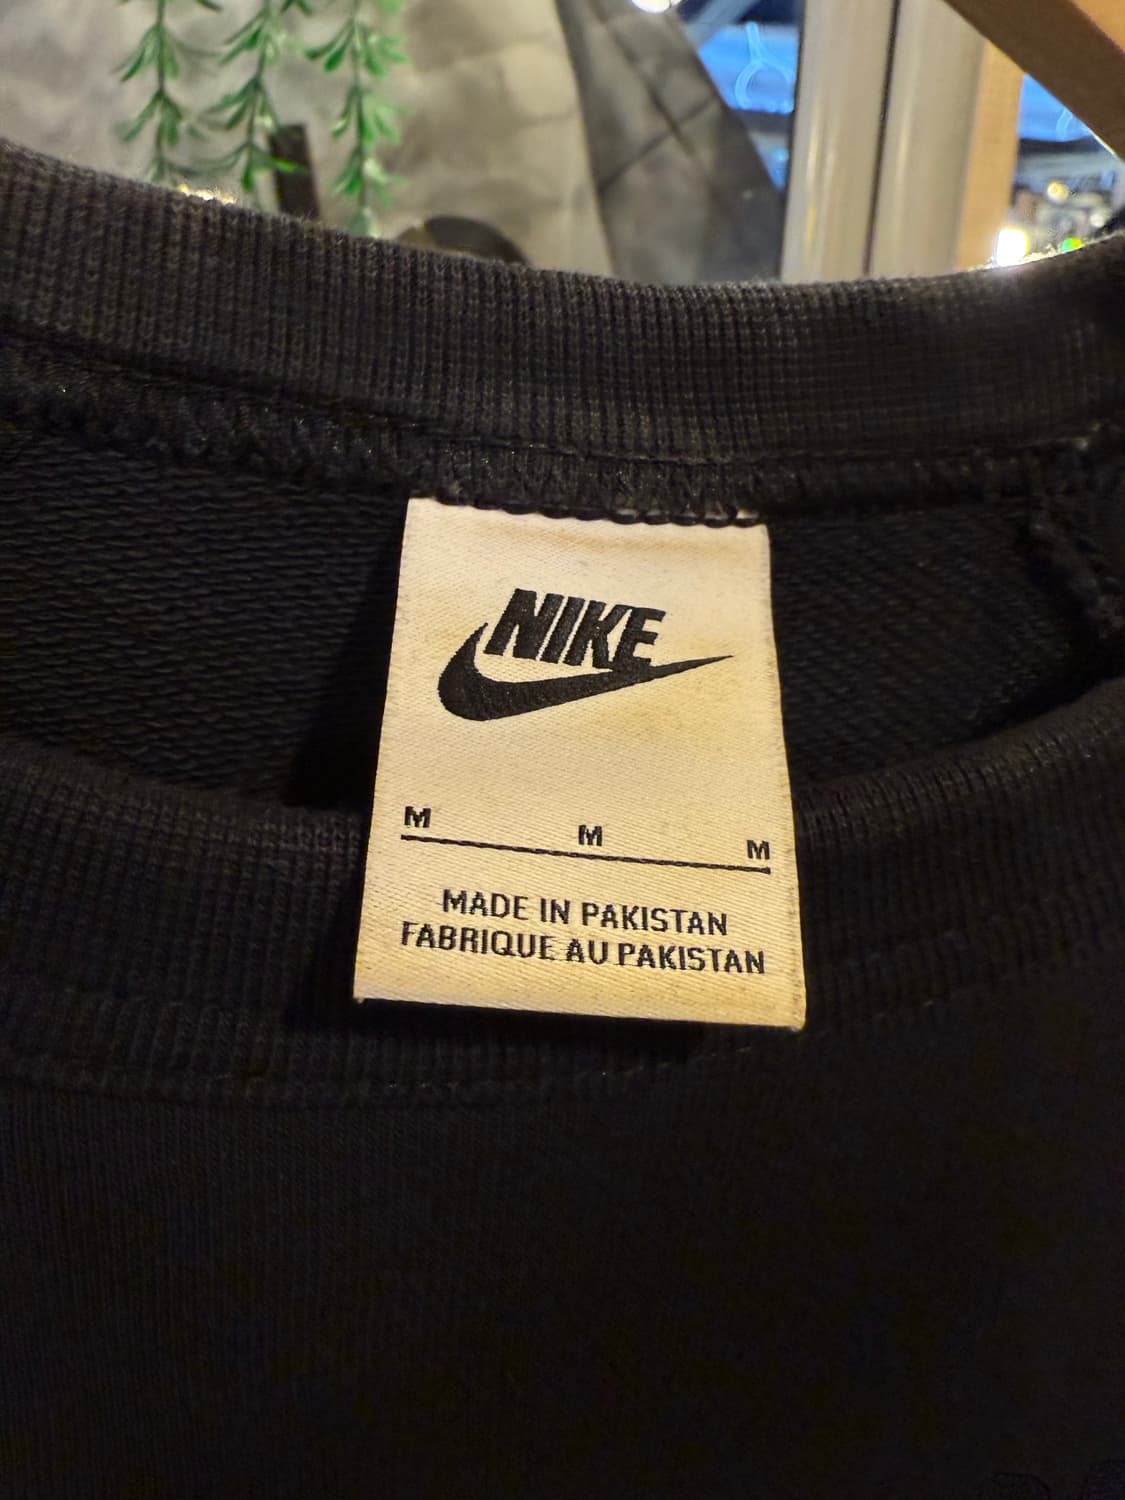 NIKE
M M M
MADE IN PAKISTAN
FABRIQUE AU PAKISTAN